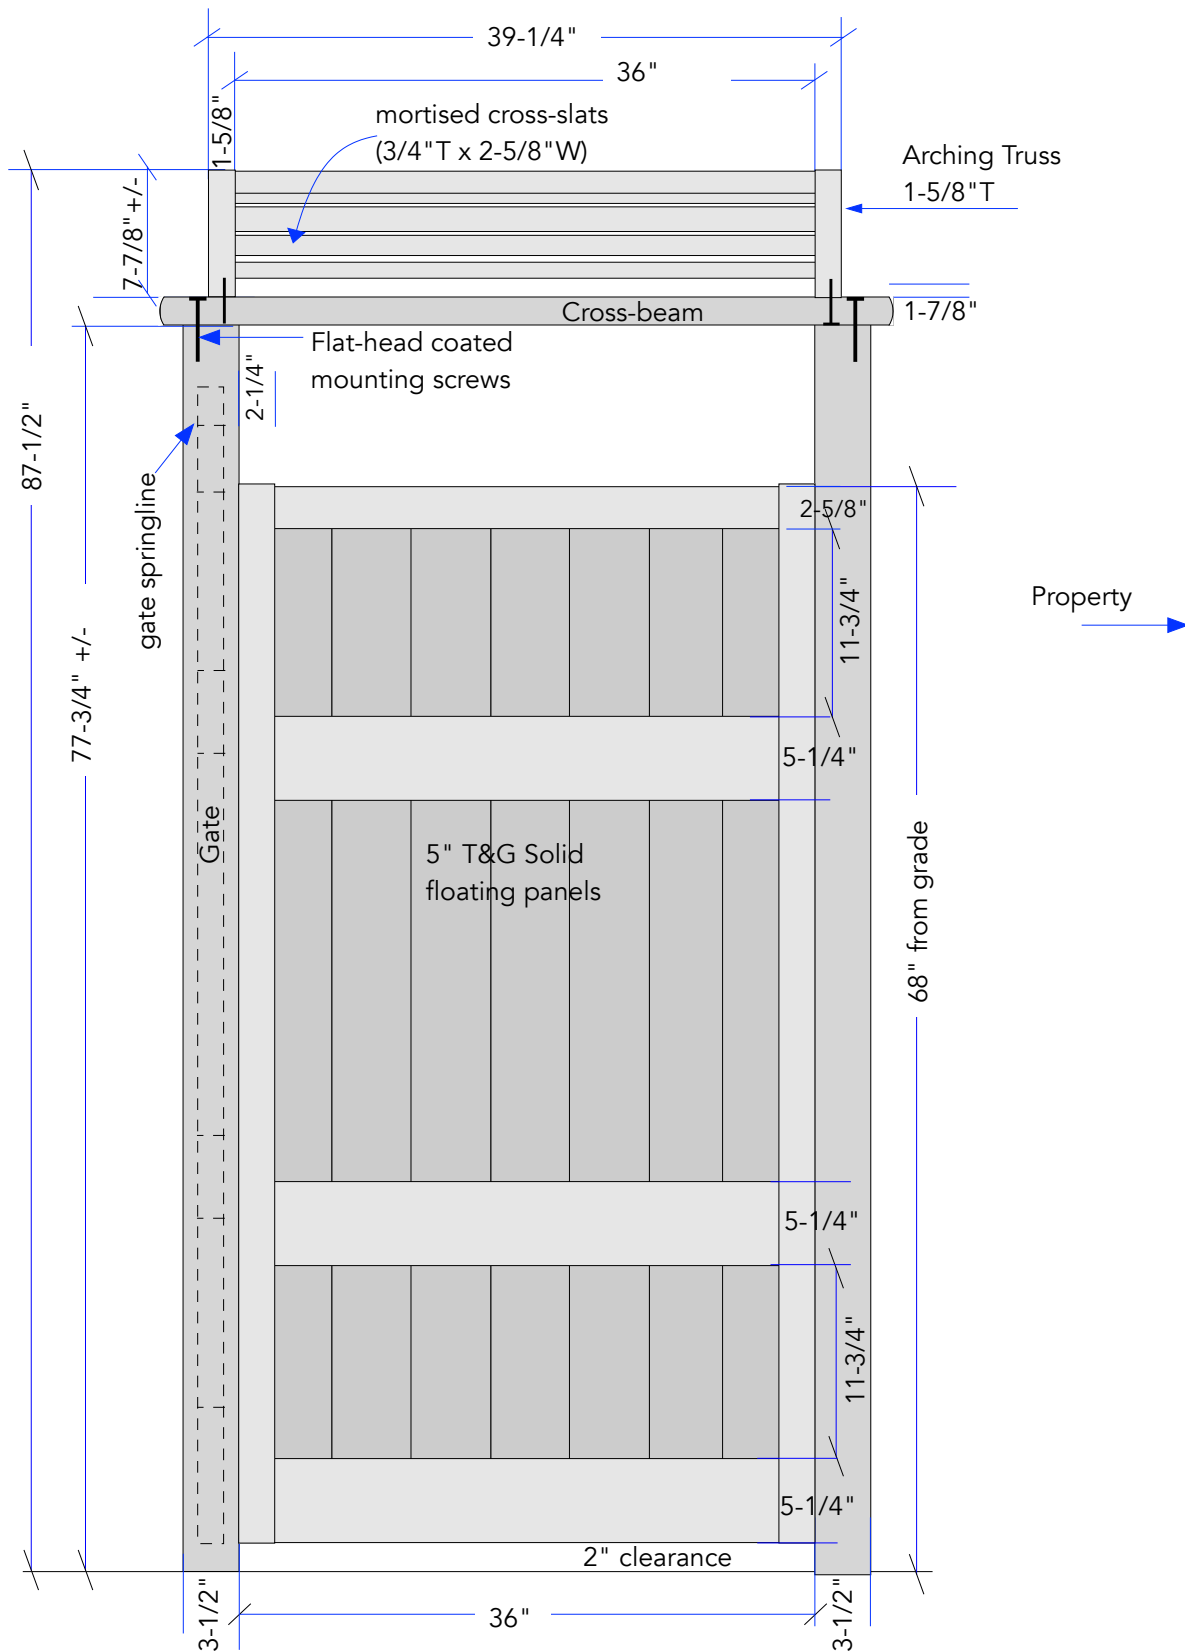 39-1/4"
36"
1-5/8"
mortised cross-slats
(3/4"T x 2-5/8"W)
Arching Truss
1-5/8"T
7-7/8"+/-
Cross-beam
1-7/8"
Flat-head coated
mounting screws
2-1/4"
87-1/2"
gate springline
2-5/8"
11-3/4"
Property
77-3/4" +/-
5-1/4"
Gate
5" T&G Solid
floating panels
68" from grade
5-1/4"
11-3/4"
5-1/4"
2" clearance
3-1/2"
36"
3-1/2"